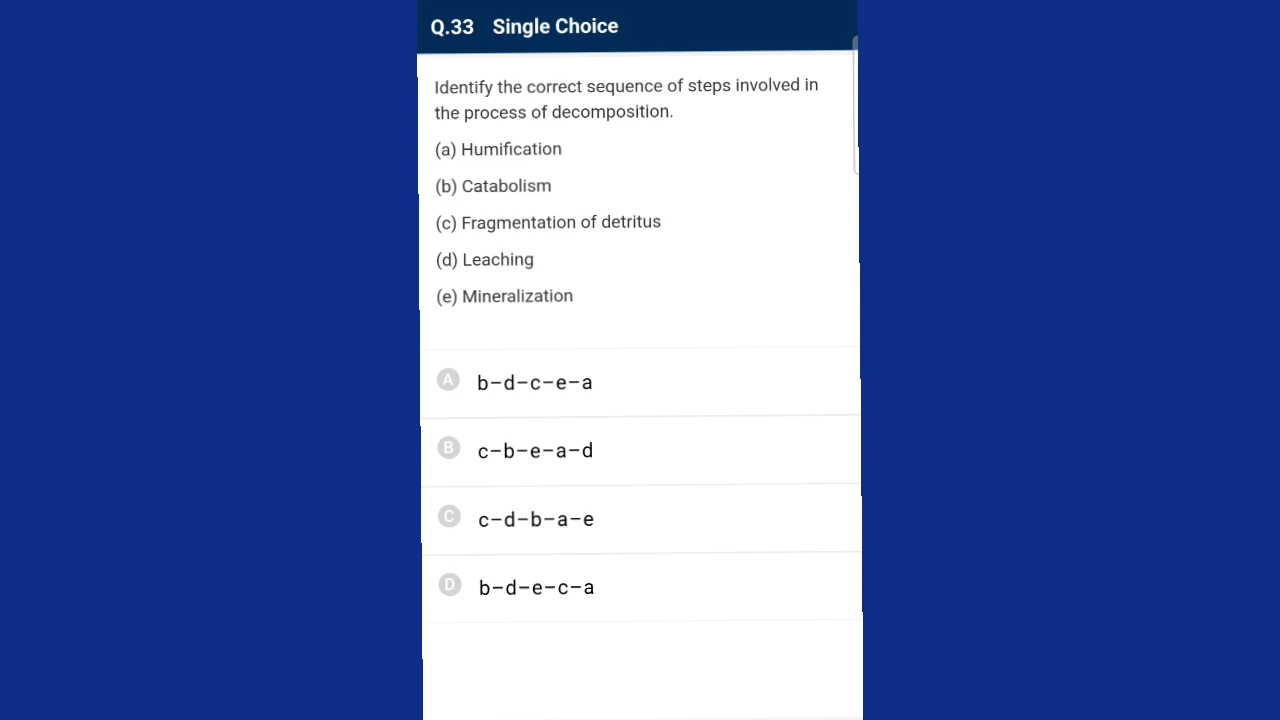 Q.33 Single Choice
Identify the correct sequence of steps involved in
the process of decomposition.
(a) Humification
(b) Catabolism
(c) Fragmentation of detritus
(d) Leaching
(e) Mineralization
A b–d–c–e–a
B c–b–e–a–d
C c–d–b–a–e
D b–d–e–c–a